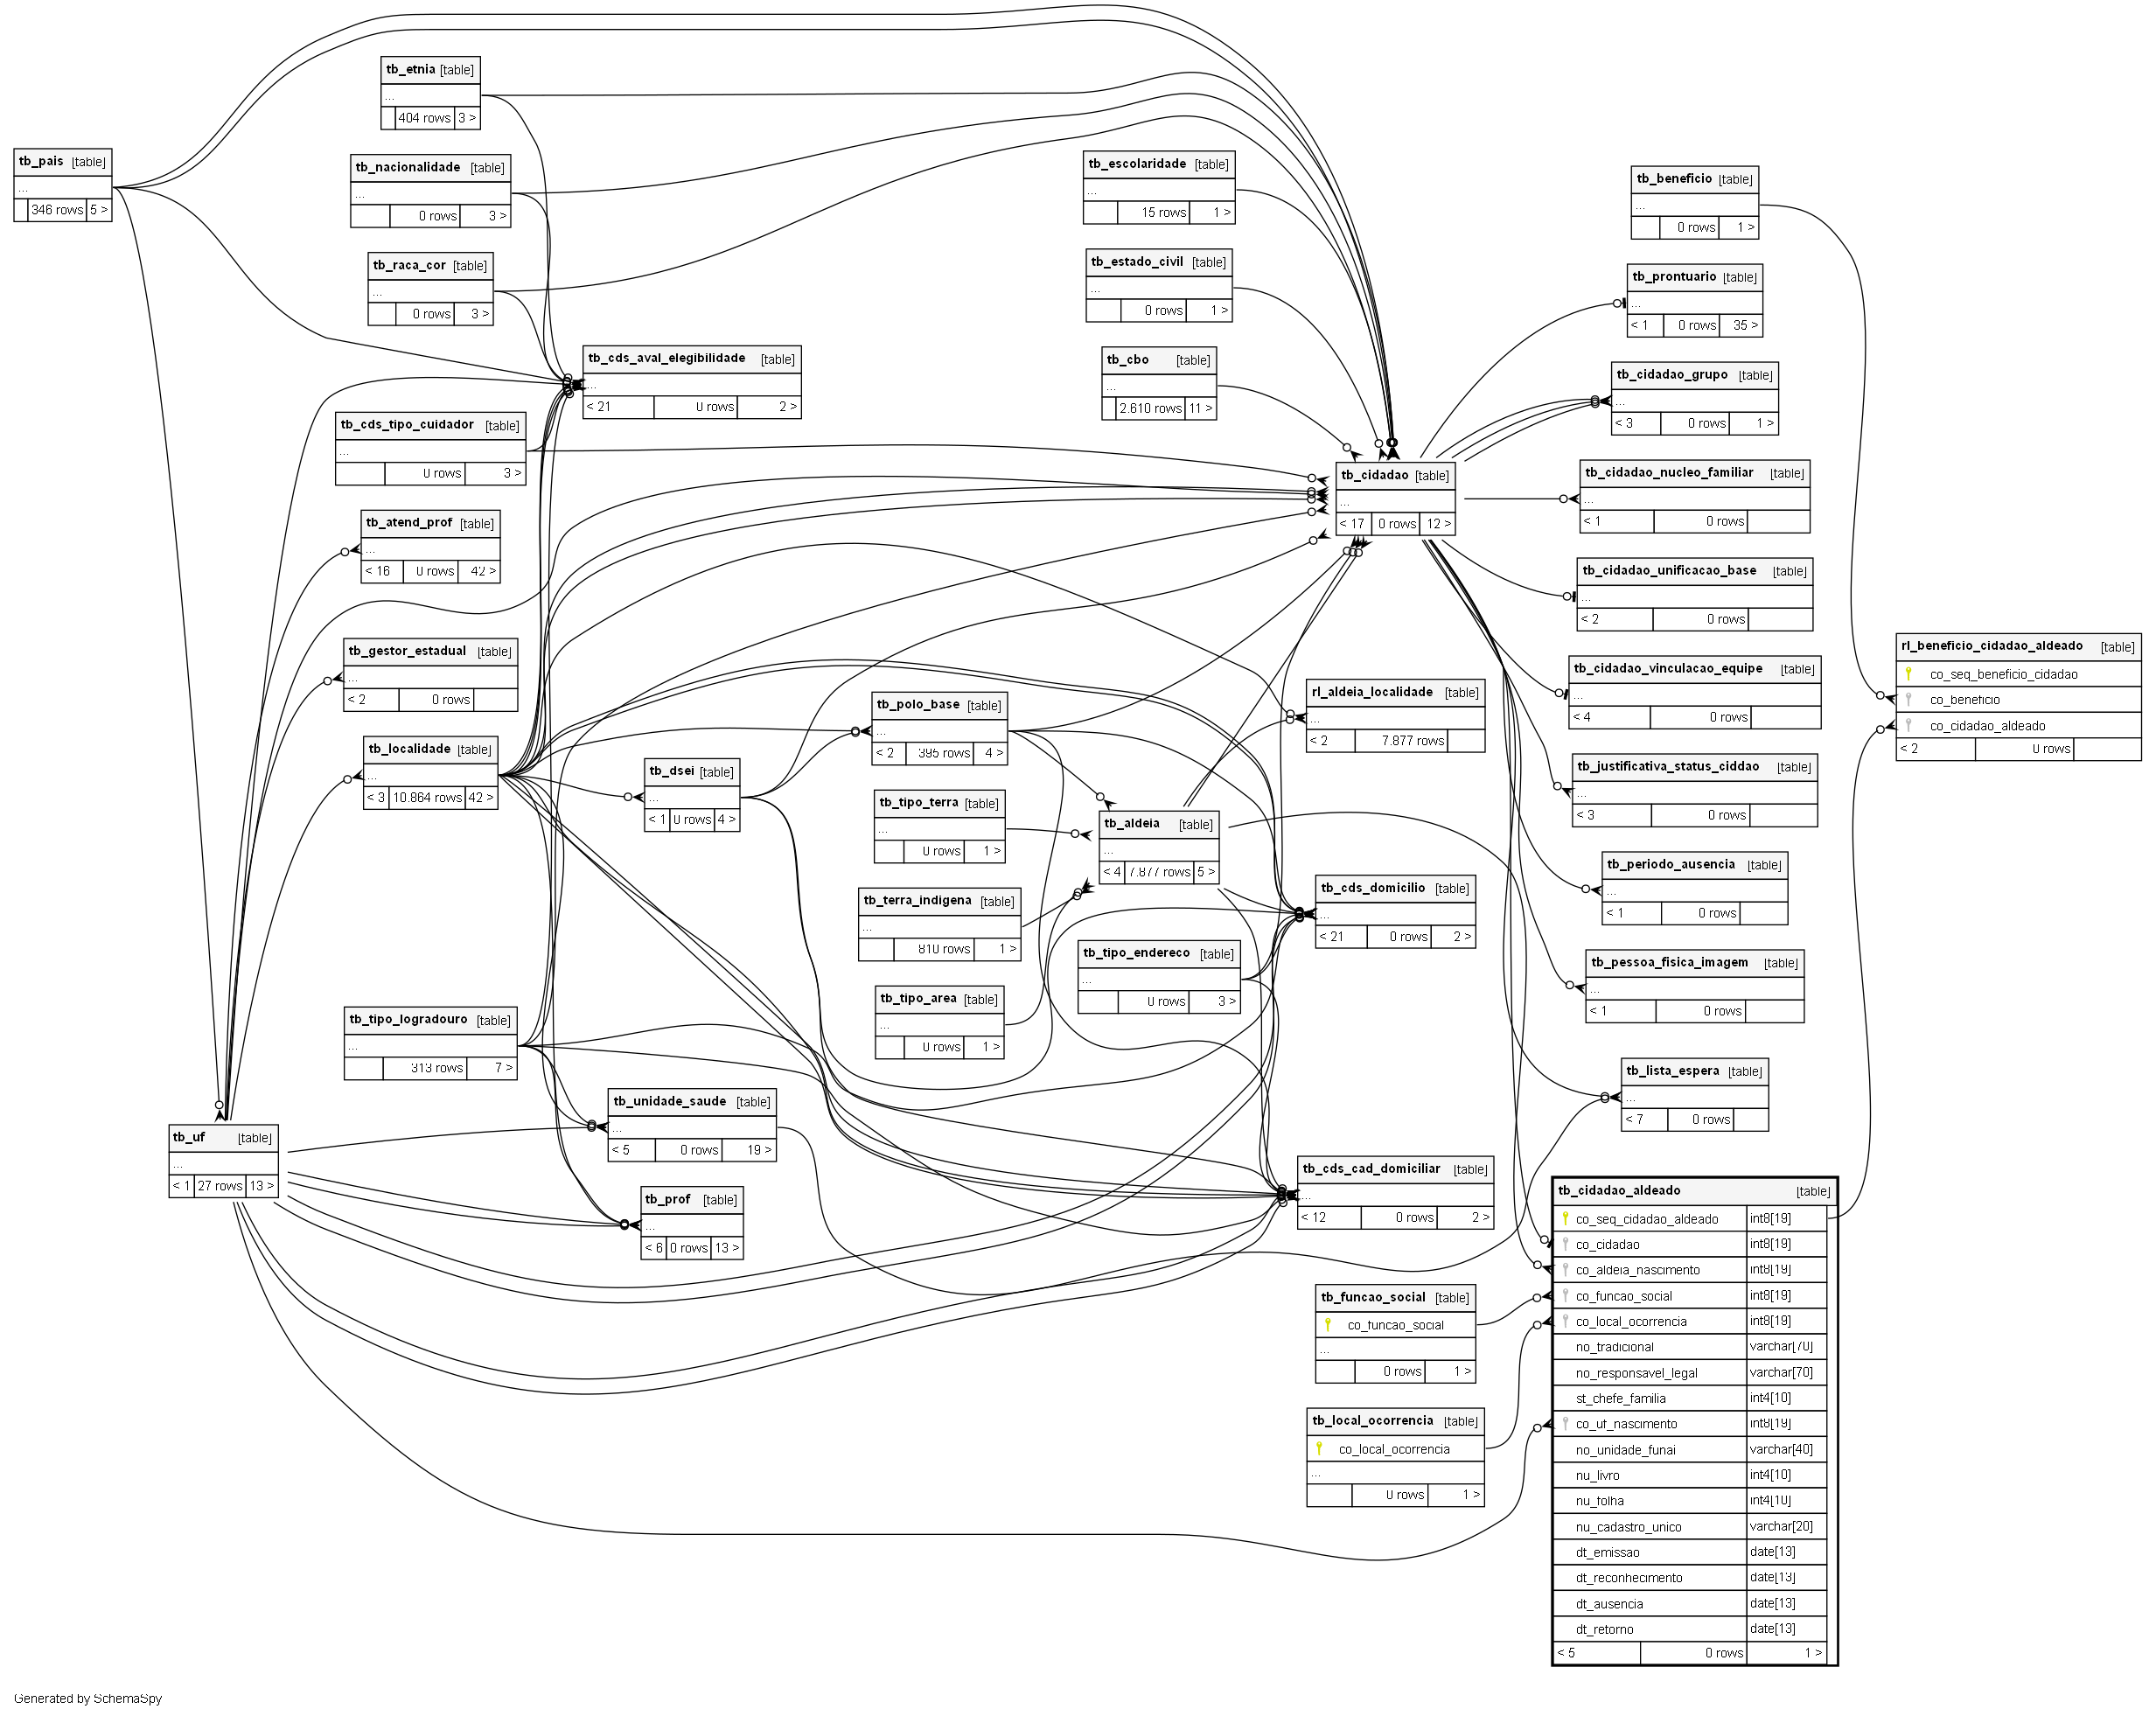 tb_pais [table]
...
346 rows 5 >
tb_etnia [table]
...
404 rows 3 >
tb_nacionalidade [table]
...
0 rows 3 >
tb_raca_cor [table]
...
0 rows 3 >
tb_cds_aval_elegibilidade [table]
...
< 21 0 rows 2 >
tb_cds_tipo_cuidador [table]
...
0 rows 3 >
tb_atend_prof [table]
...
< 16 0 rows 42 >
tb_gestor_estadual [table]
...
< 2 0 rows
tb_localidade [table]
...
< 3 10.864 rows 42 >
tb_dsei [table]
...
< 1 0 rows 4 >
tb_tipo_logradouro [table]
...
313 rows 7 >
tb_uf [table]
...
< 1 27 rows 13 >
tb_unidade_saude [table]
...
< 5 0 rows 19 >
tb_prof [table]
...
< 6 0 rows 13 >
tb_escolaridade [table]
...
15 rows 1 >
tb_estado_civil [table]
...
0 rows 1 >
tb_cbo [table]
...
2.610 rows 11 >
tb_cidadao [table]
...
< 17 0 rows 12 >
tb_polo_base [table]
...
< 2 395 rows 4 >
tb_tipo_terra [table]
...
0 rows 1 >
tb_terra_indigena [table]
...
810 rows 1 >
tb_tipo_area [table]
...
0 rows 1 >
tb_aldeia [table]
...
< 4 7.877 rows 5 >
tb_tipo_endereco [table]
...
0 rows 3 >
rl_aldeia_localidade [table]
...
< 2 7.877 rows
tb_cds_domicilio [table]
...
< 21 0 rows 2 >
tb_cds_cad_domiciliar [table]
...
< 12 0 rows 2 >
tb_funcao_social [table]
co_funcao_social
...
0 rows 1 >
tb_local_ocorrencia [table]
co_local_ocorrencia
...
0 rows 1 >
tb_beneficio [table]
...
0 rows 1 >
tb_prontuario [table]
...
< 1 0 rows 35 >
tb_cidadao_grupo [table]
...
< 3 0 rows 1 >
tb_cidadao_nucleo_familiar [table]
...
< 1 0 rows
tb_cidadao_unificacao_base [table]
...
< 2 0 rows
tb_cidadao_vinculacao_equipe [table]
...
< 4 0 rows
tb_justificativa_status_ciddao [table]
...
< 3 0 rows
tb_periodo_ausencia [table]
...
< 1 0 rows
tb_pessoa_fisica_imagem [table]
...
< 1 0 rows
tb_lista_espera [table]
...
< 7 0 rows
tb_cidadao_aldeado [table]
co_seq_cidadao_aldeado int8[19]
co_cidadao int8[19]
co_aldeia_nascimento int8[19]
co_funcao_social int8[19]
co_local_ocorrencia int8[19]
no_tradicional varchar[70]
no_responsavel_legal varchar[70]
st_chefe_familia int4[10]
co_uf_nascimento int8[19]
no_unidade_funai varchar[40]
nu_livro int4[10]
nu_folha int4[10]
nu_cadastro_unico varchar[20]
dt_emissao date[13]
dt_reconhecimento date[13]
dt_ausencia date[13]
dt_retorno date[13]
< 5 0 rows 1 >
rl_beneficio_cidadao_aldeado [table]
co_seq_beneficio_cidadao
co_beneficio
co_cidadao_aldeado
< 2 0 rows
Generated by SchemaSpy